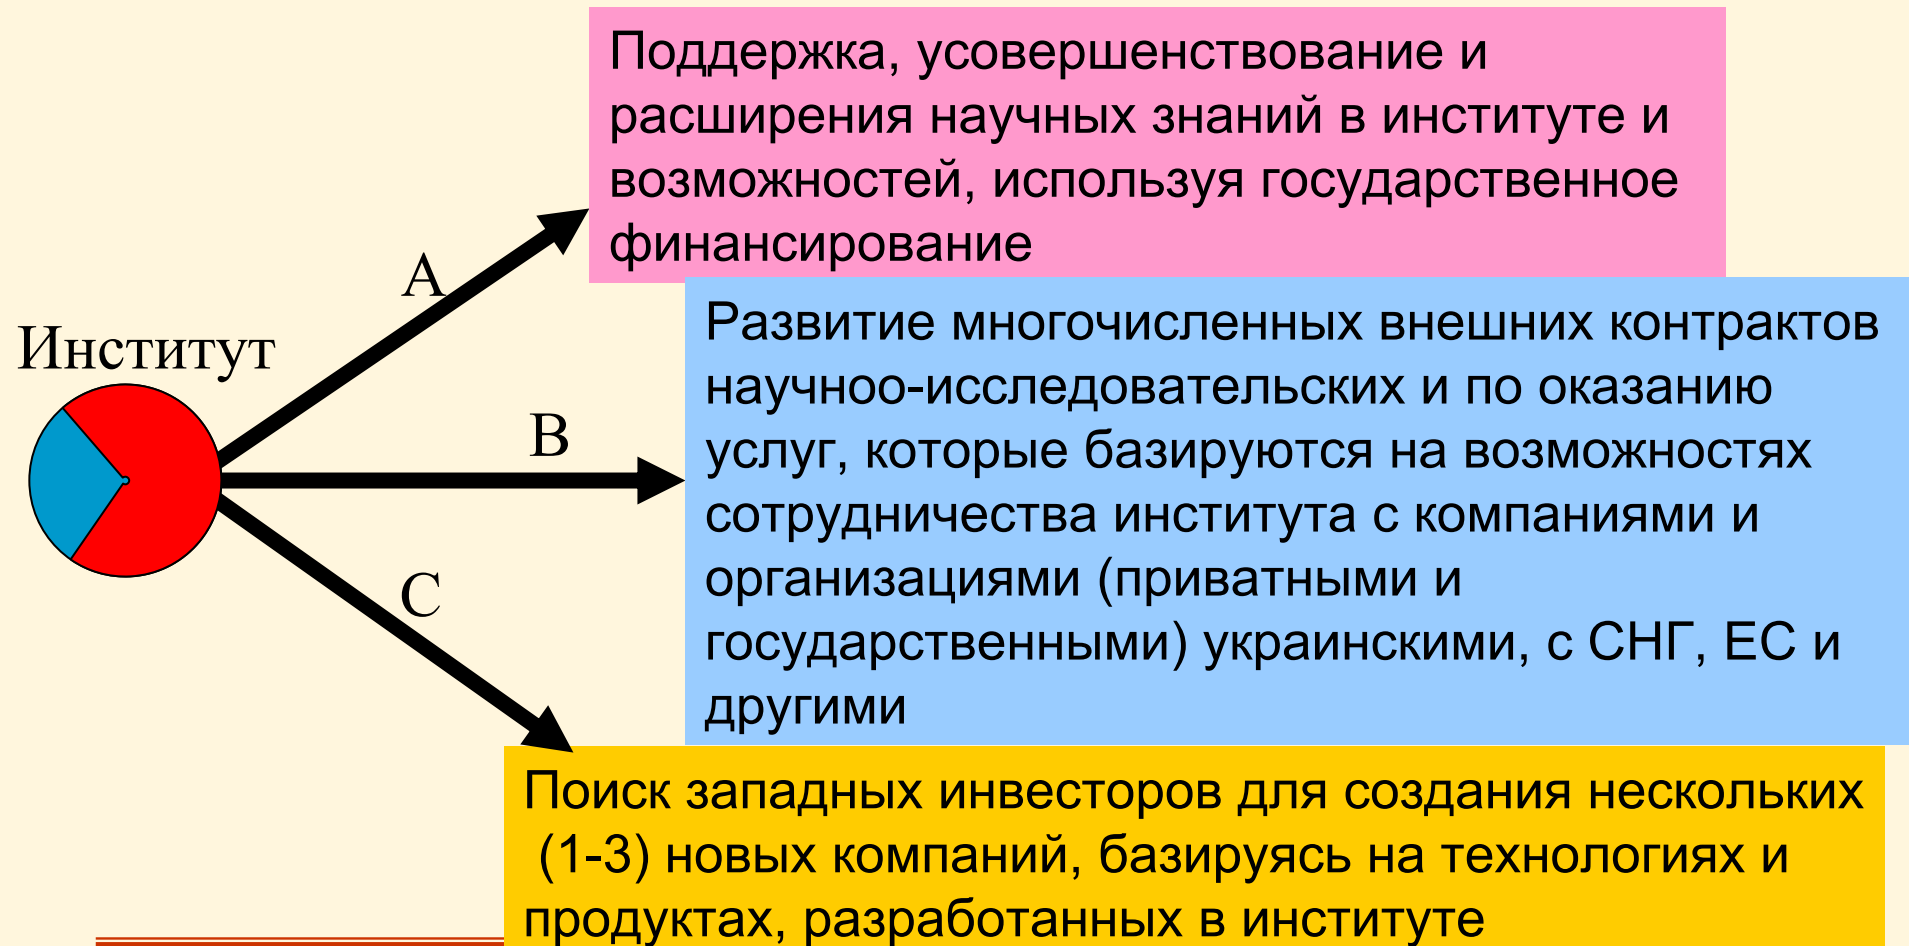 Поддержка, усовершенствование и
расширения научных знаний в институте и
возможностей, используя государственное
финансирование
A
Институт
Развитие многочисленных внешних контрактов
научноо-исследовательских и по оказанию
услуг, которые базируются на возможностях
сотрудничества института с компаниями и
организациями (приватными и
государственными) украинскими, с СНГ, ЕС и
другими
B
C
Поиск западных инвесторов для создания нескольких
(1-3) новых компаний, базируясь на технологиях и
продуктах, разработанных в институте